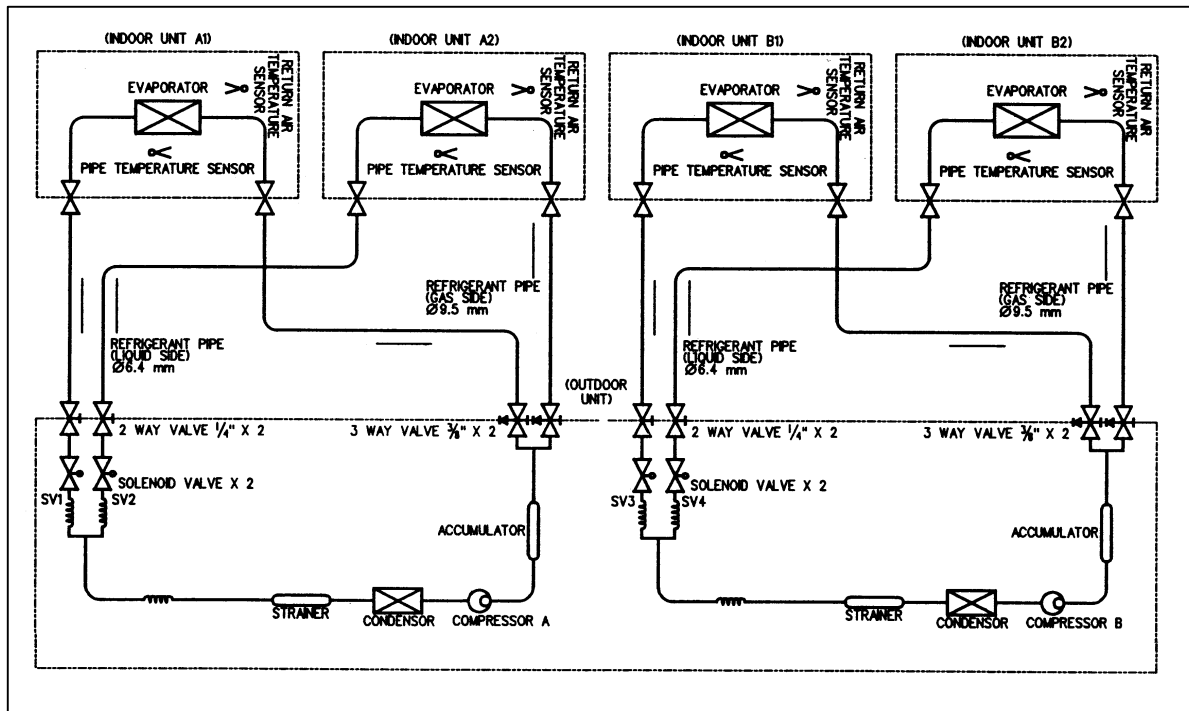 (INDOOR UNIT A1)
(INDOOR UNIT A2)
(INDOOR UNIT B1)
(INDOOR UNIT B2)
EVAPORATOR
RETURN AIR
TEMPERATURE
SENSOR
PIPE TEMPERATURE SENSOR
EVAPORATOR
RETURN AIR
TEMPERATURE
SENSOR
PIPE TEMPERATURE SENSOR
EVAPORATOR
RETURN AIR
TEMPERATURE
SENSOR
PIPE TEMPERATURE SENSOR
EVAPORATOR
RETURN AIR
TEMPERATURE
SENSOR
PIPE TEMPERATURE SENSOR
REFRIGERANT PIPE
(GAS SIDE)
Ø9.5 mm
REFRIGERANT PIPE
(LIQUID SIDE)
Ø6.4 mm
REFRIGERANT PIPE
(GAS SIDE)
Ø9.5 mm
REFRIGERANT PIPE
(LIQUID SIDE)
Ø6.4 mm
(OUTDOOR
UNIT)
2 WAY VALVE 1/4" X 2
3 WAY VALVE 3/8" X 2
2 WAY VALVE 1/4" X 2
3 WAY VALVE 3/8" X 2
SOLENOID VALVE X 2
SV1
SV2
SOLENOID VALVE X 2
SV3
SV4
ACCUMULATOR
ACCUMULATOR
STRAINER
CONDENSOR
COMPRESSOR A
STRAINER
CONDENSOR
COMPRESSOR B